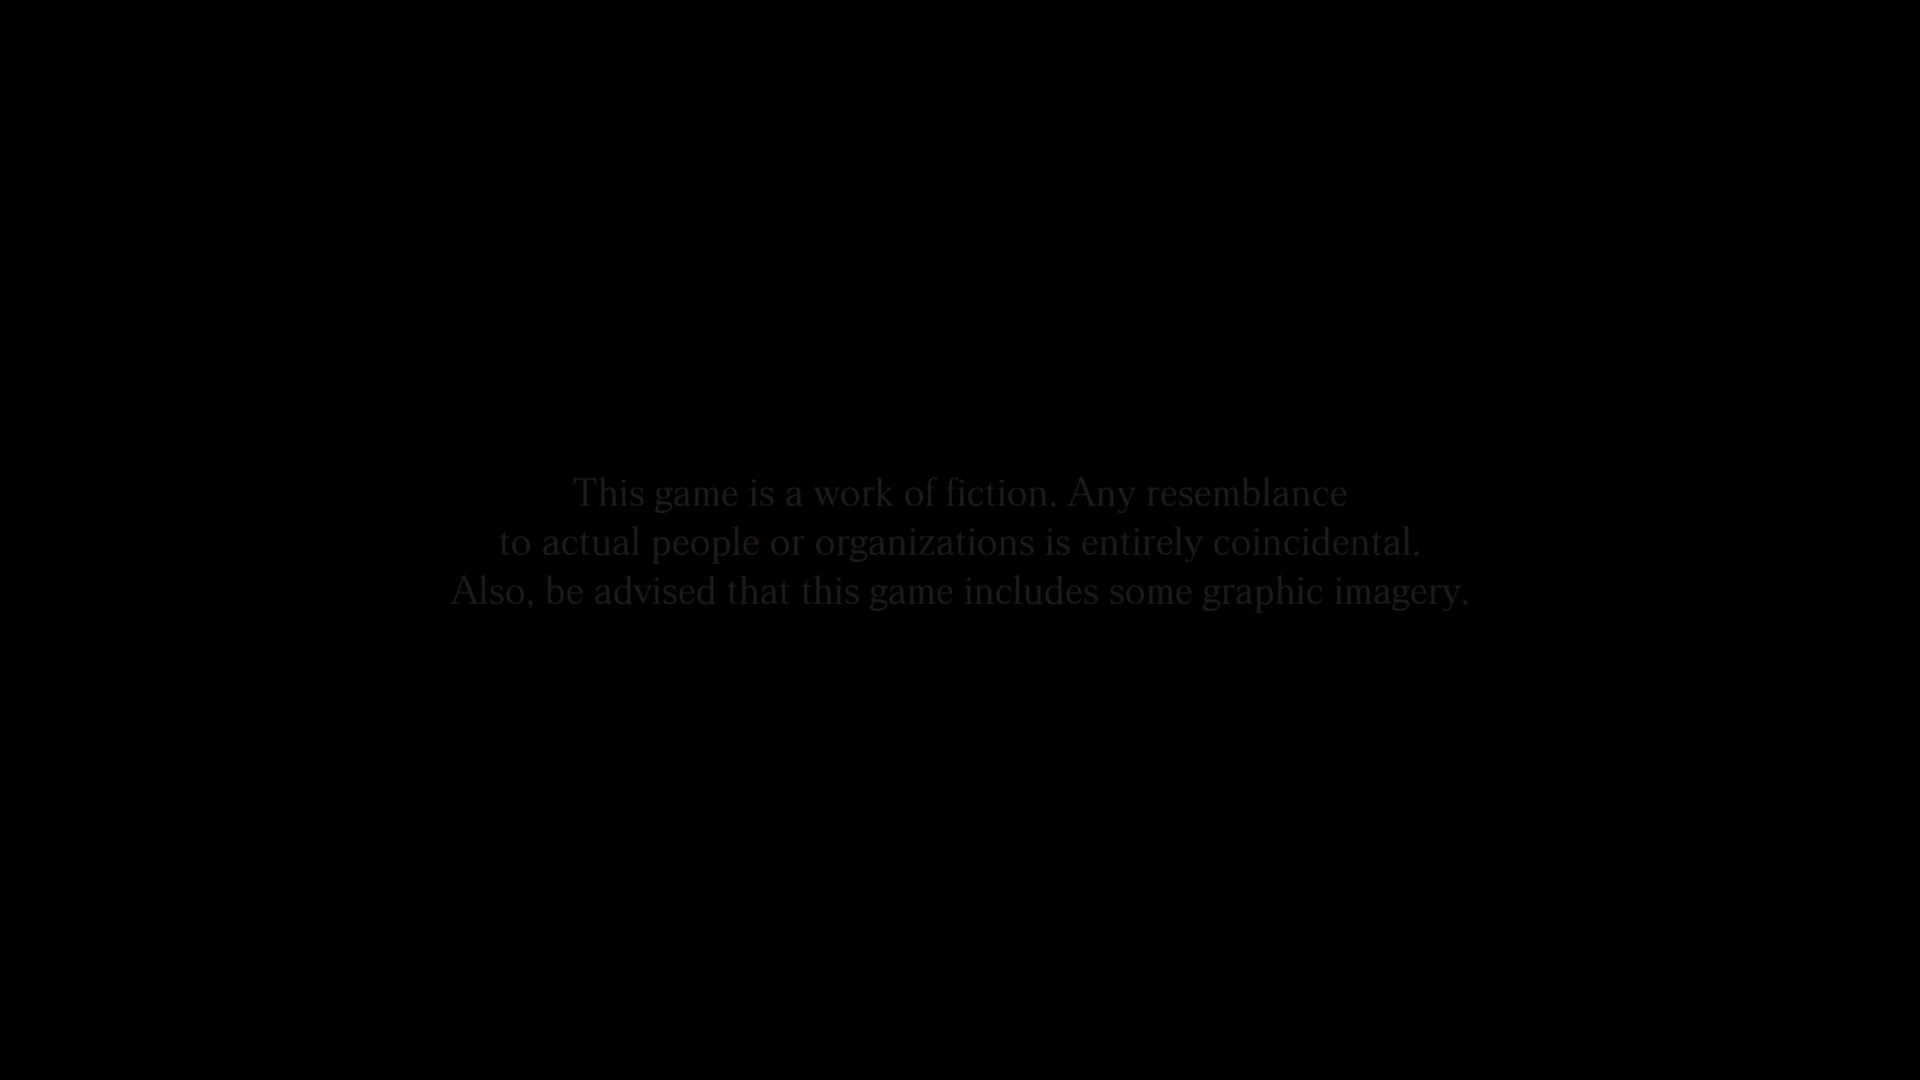 This game is a work of fiction. Any resemblance
to actual people or organizations is entirely coincidental.
Also, be advised that this game includes some graphic imagery.